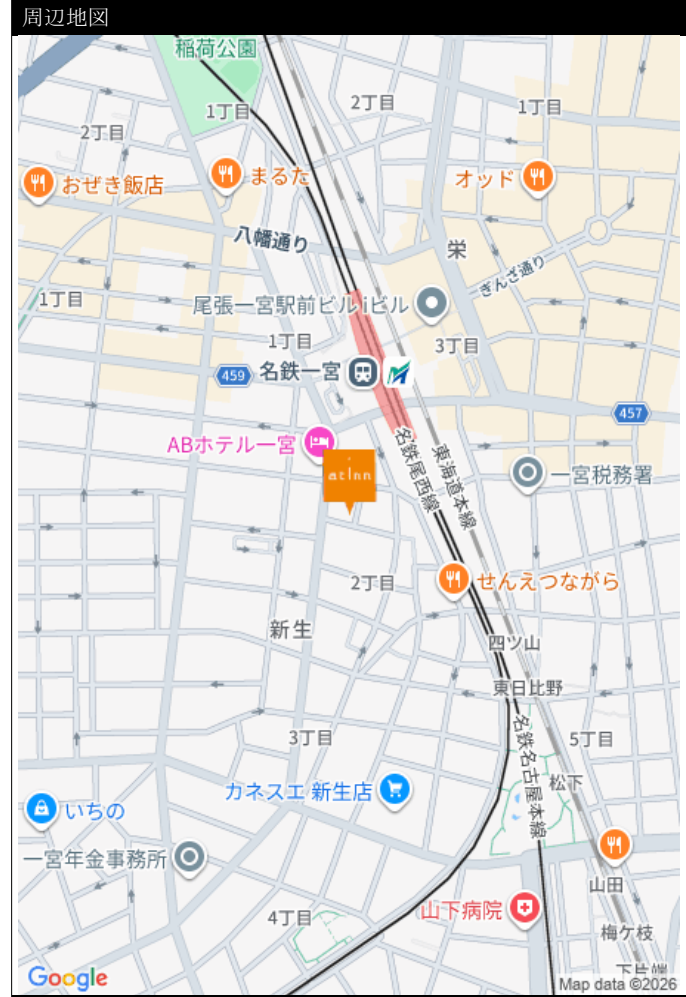 周辺地図
稲荷公園
1丁目
2丁目
1丁目
2丁目
おぜき飯店
まるた
オッド
八幡通り
栄
ぎんざ通り
1丁目
尾張一宮駅前ビル iビル
1丁目
3丁目
459
名鉄一宮
457
ABホテル一宮
名鉄尾西線
東海道本線
atinn
一宮税務署
2丁目
せんえつながら
新生
四ツ山
東日比野
名鉄名古屋本線
3丁目
5丁目
カネスエ 新生店
松下
いちの
一宮年金事務所
山田
山下病院
4丁目
梅ケ枝
下片端
Google
Map data ©2026